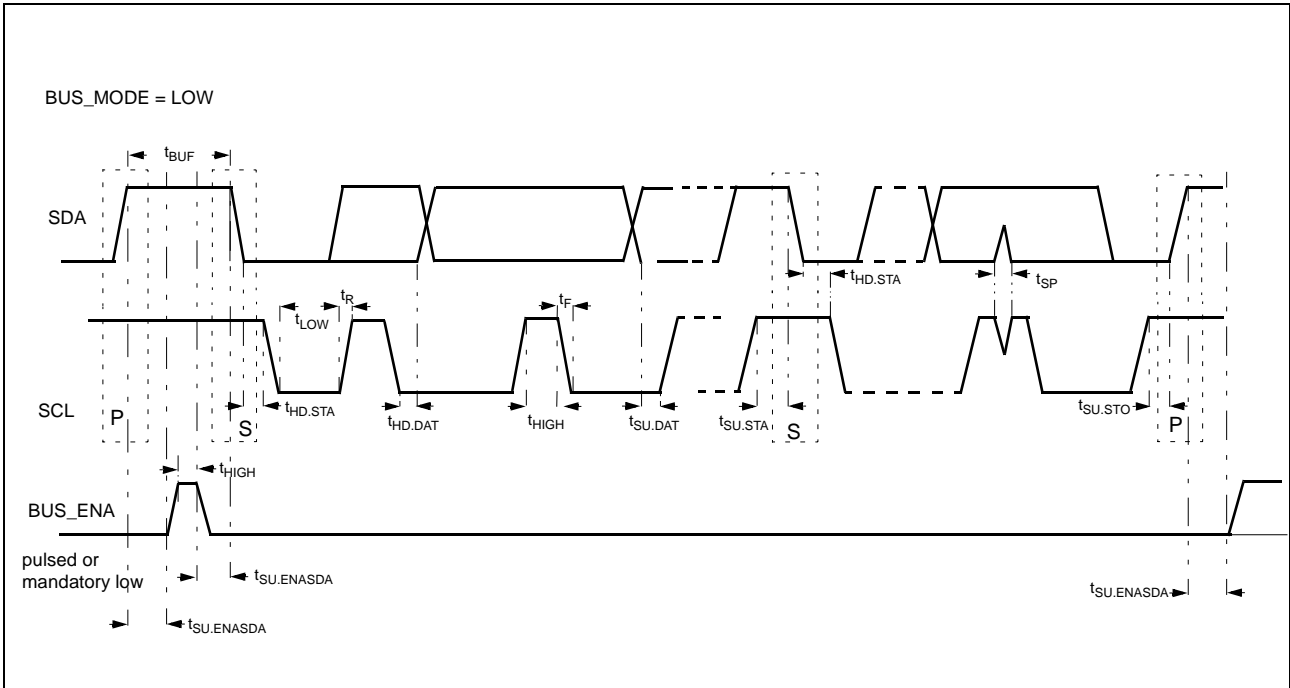 BUS_MODE = LOW
tBUF
SDA
tHD.STA
tSP
tR
tF
tLOW
SCL
P
S
tHD.STA
tHD.DAT
tHIGH
tSU.DAT
tSU.STA
S
tSU.STO
P
tHIGH
BUS_ENA
pulsed or
mandatory low
tSU.ENASDA
tSU.ENASDA
tSU.ENASDA